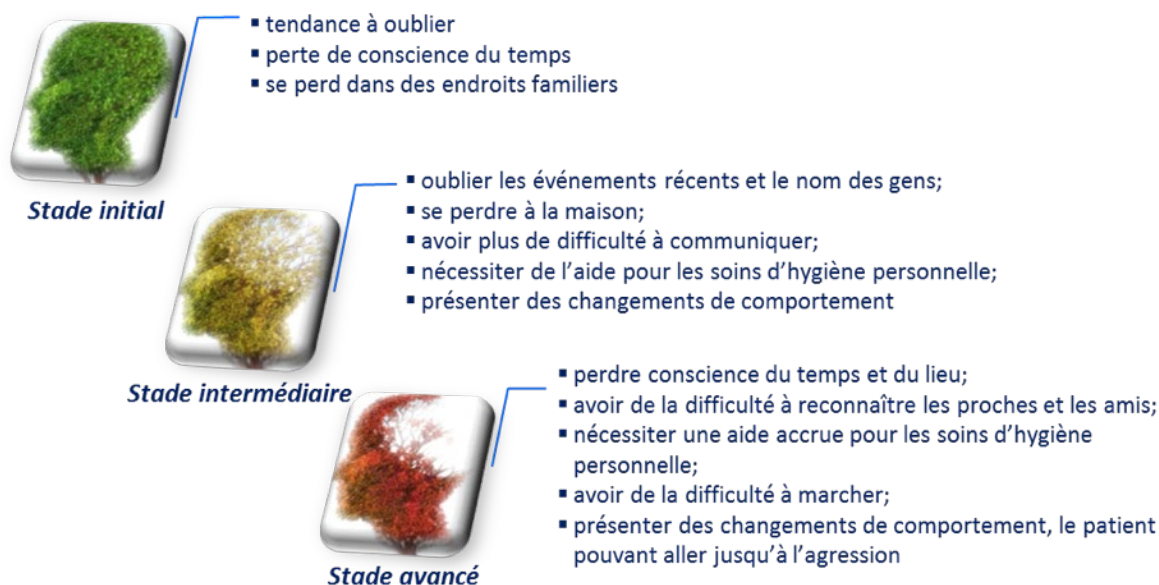 ▪ tendance à oublier
▪ perte de conscience du temps
▪ se perd dans des endroits familiers
Stade initial
▪ oublier les événements récents et le nom des gens;
▪ se perdre à la maison;
▪ avoir plus de difficulté à communiquer;
▪ nécessiter de l’aide pour les soins d’hygiène personnelle;
▪ présenter des changements de comportement
Stade intermédiaire
▪ perdre conscience du temps et du lieu;
▪ avoir de la difficulté à reconnaître les proches et les amis;
▪ nécessiter une aide accrue pour les soins d’hygiène
personnelle;
▪ avoir de la difficulté à marcher;
▪ présenter des changements de comportement, le patient
pouvant aller jusqu’à l’agression
Stade avancé